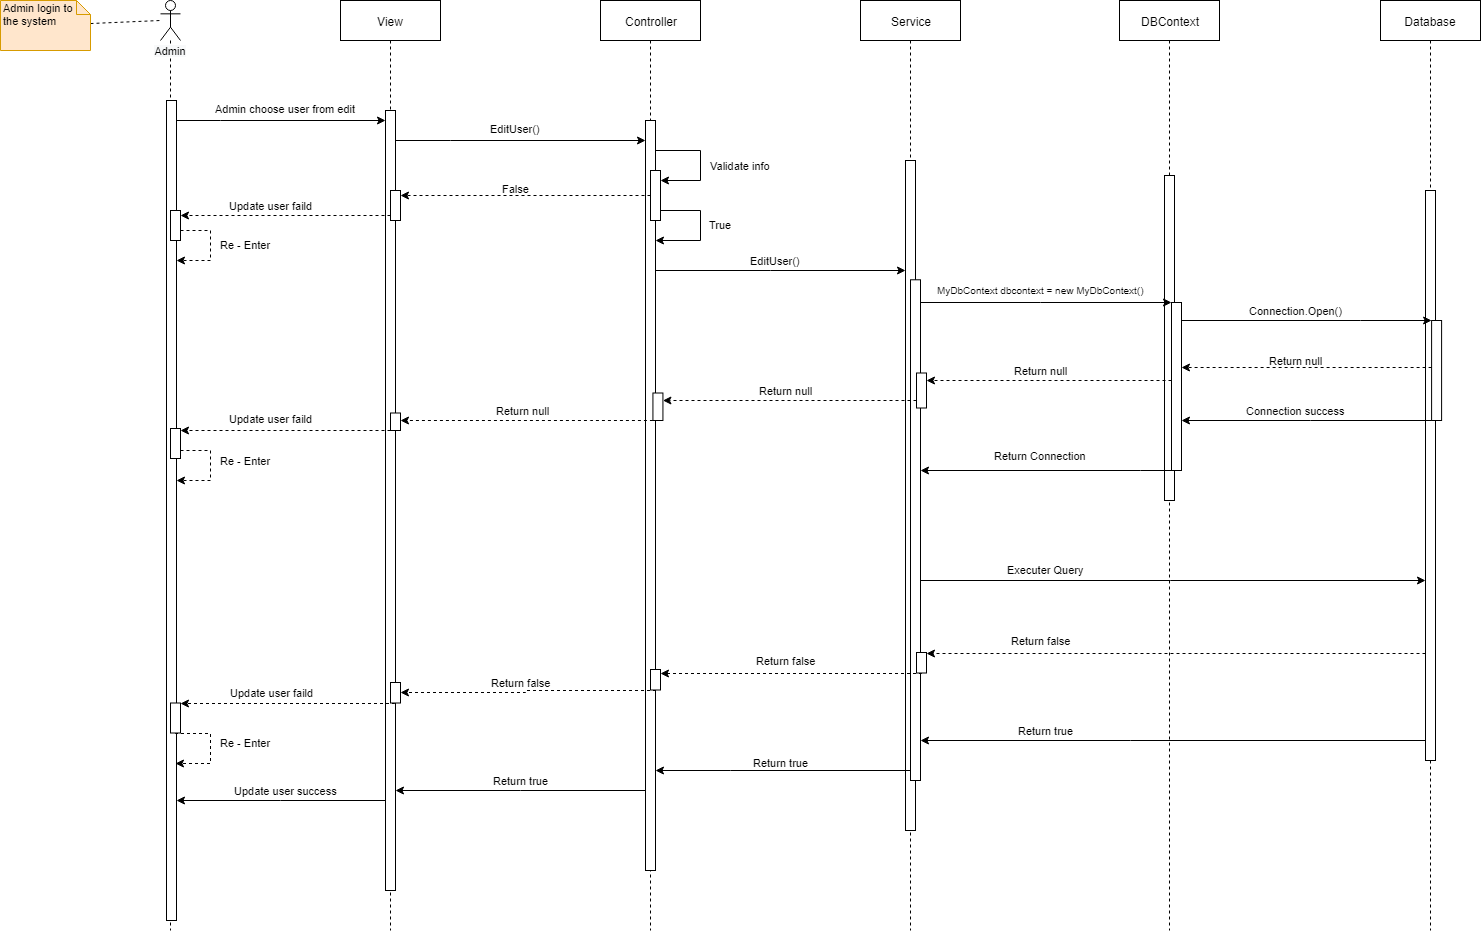 Admin login to
the system
Admin
View
Controller
Service
DBContext
Database
Admin choose user from edit
EditUser()
Validate info
False
Update user faild
True
Re - Enter
EditUser()
MyDbContext dbcontext = new MyDbContext()
Connection.Open()
Return null
Return null
Return null
Return null
Connection success
Update user faild
Return Connection
Re - Enter
Executer Query
Return false
Return false
Return false
Update user faild
Return true
Re - Enter
Return true
Return true
Update user success